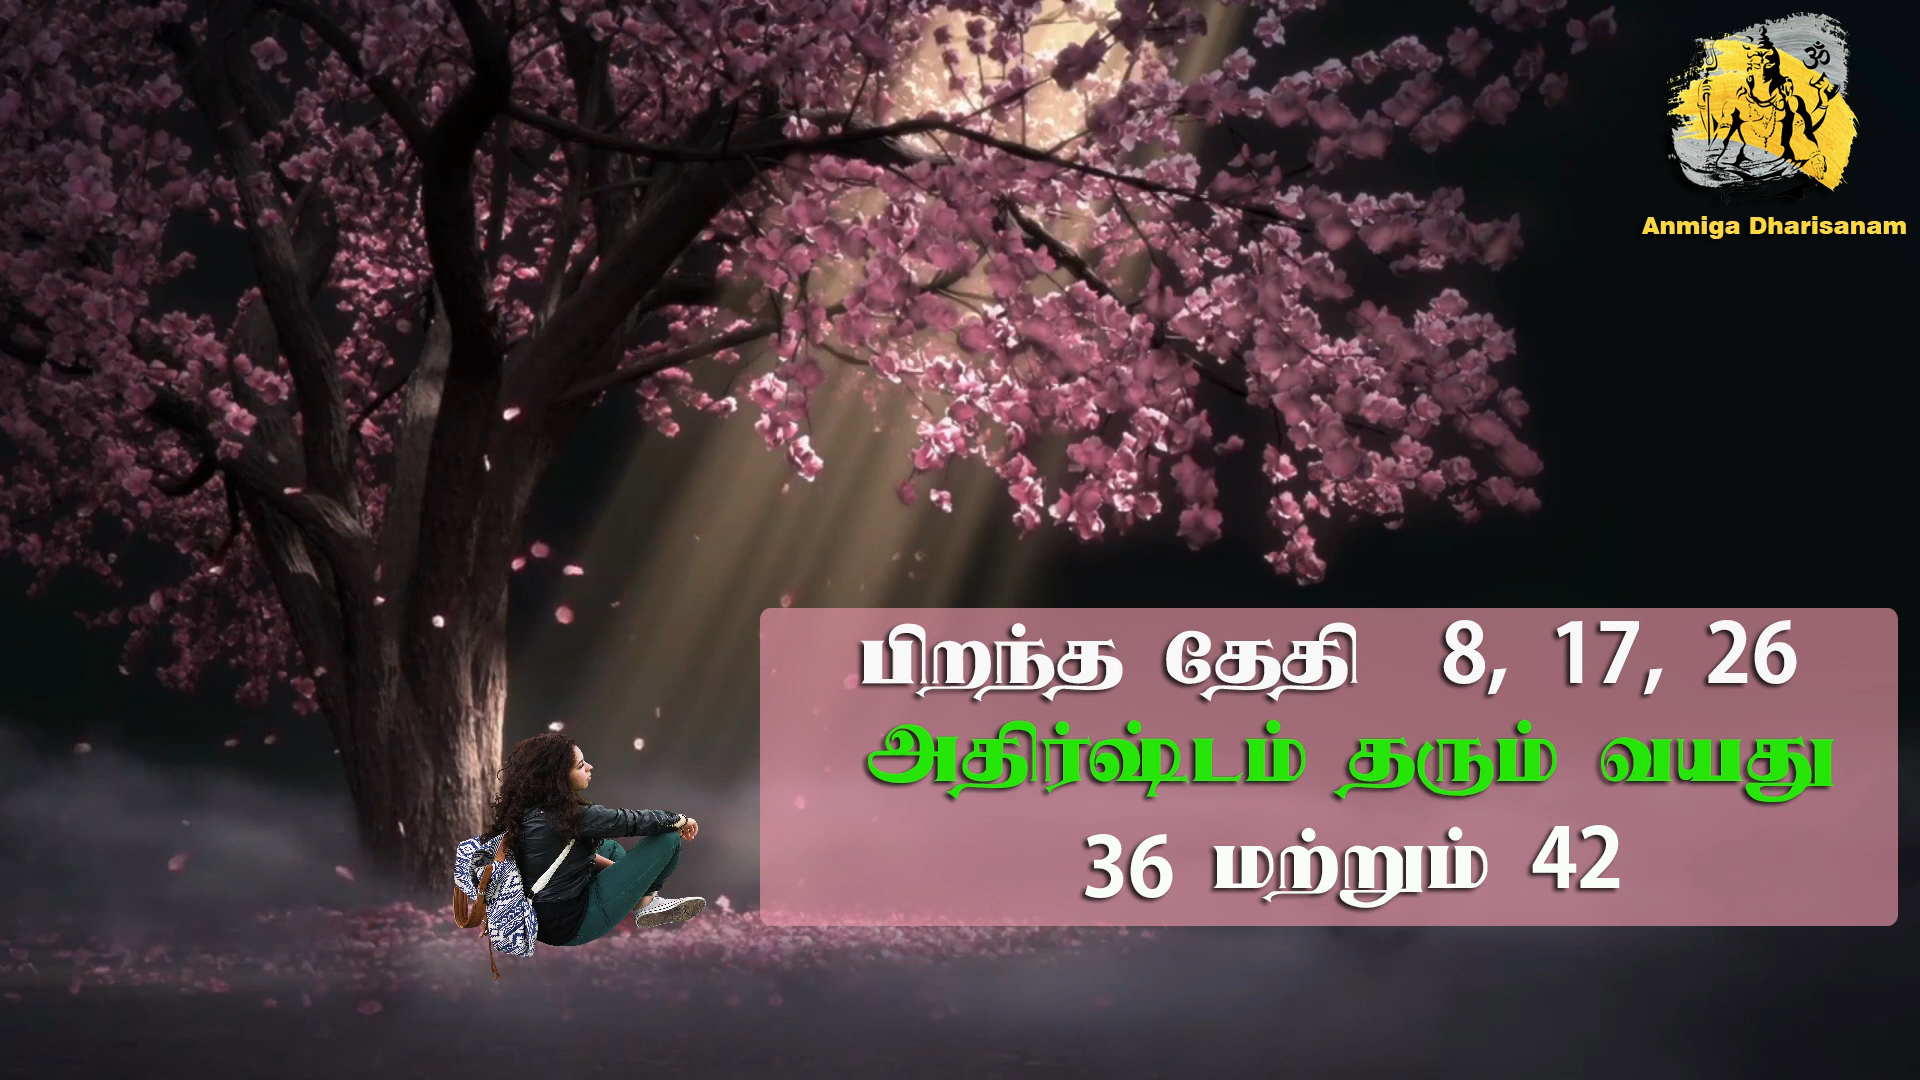 Anmiga Dharisanam
பிறந்த தேதி 8, 17, 26
அதிர்ஷ்டம் தரும் வயது
36 மற்றும் 42